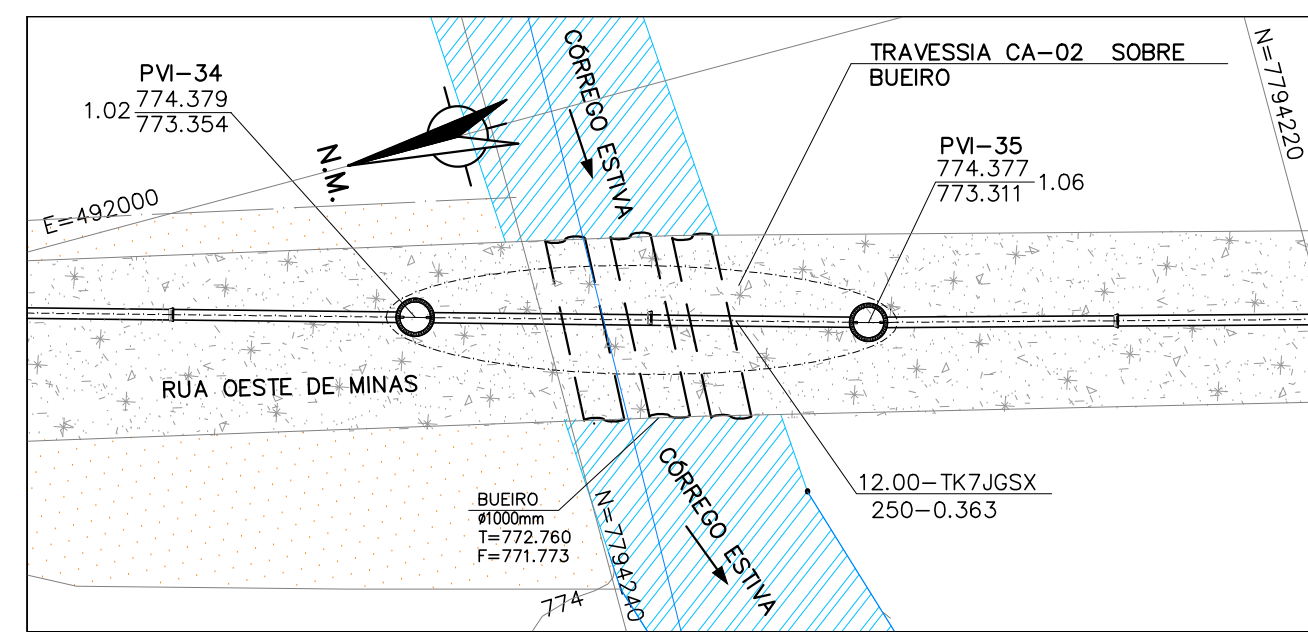 CÓRREGO ESTIVA
TRAVESSIA CA-02 SOBRE
BUEIRO
N=7794220
PVI-34
774.379
1.02
773.354
N.M.
PVI-35
774.377
773.311
1.06
E=492000
RUA OESTE DE MINAS
CÓRREGO ESTIVA
12.00-TK7JGSX
250-0.363
BUEIRO
ø1000mm
T=772.760
F=771.773
N=7794240
774